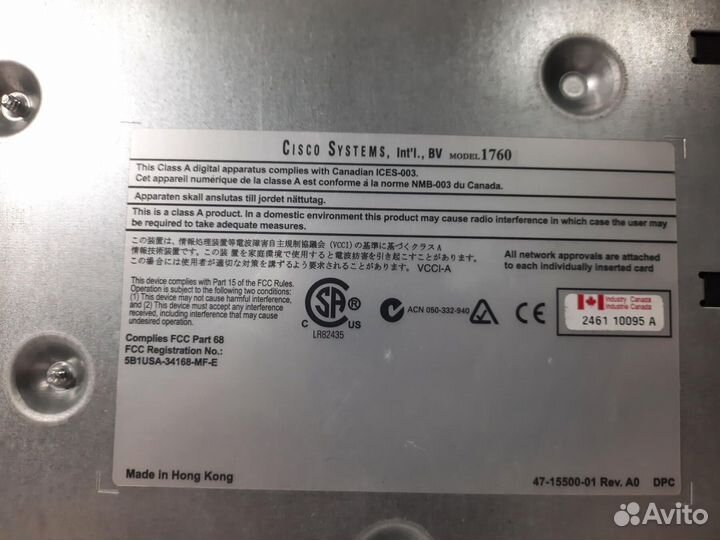 CISCO SYSTEMS, Int'l., BV MODEL 1760
This Class A digital apparatus complies with Canadian ICES-003.
Cet appareil numérique de la classe A est conforme à la norme NMB-003 du Canada.
Apparaten skall anslutas till jordet nättutag.
This is a class A product. In a domestic environment this product may cause radio interference in which case the user may
be required to take adequate measures.
この装置は、情報処理装置等電波障害自主規制協議会 (VCCI) の基準に基づくクラス A
情報技術装置です。この装 置を家庭環境で使用すると電波妨害を引き起こすことがあります。
この場合には使用者が適切な対策を講ずるよう要求されることがあります。 VCCI-A
All network approvals are attached
to each individually inserted card
This device complies with Part 15 of the FCC Rules.
Operation is subject to the following two conditions:
(1) This device may not cause harmful interference,
and (2) This device must accept any interference
received, including interference that may cause
undesired operation.
SA
®
C US
LR82435
N
ACN 050-332-940
CE
Industry Canada
Industrie Canada
2461 10095 A
Complies FCC Part 68
FCC Registration No.:
5B1USA-34168-MF-E
Made in Hong Kong
47-15500-01 Rev. A0 DPC
Avito